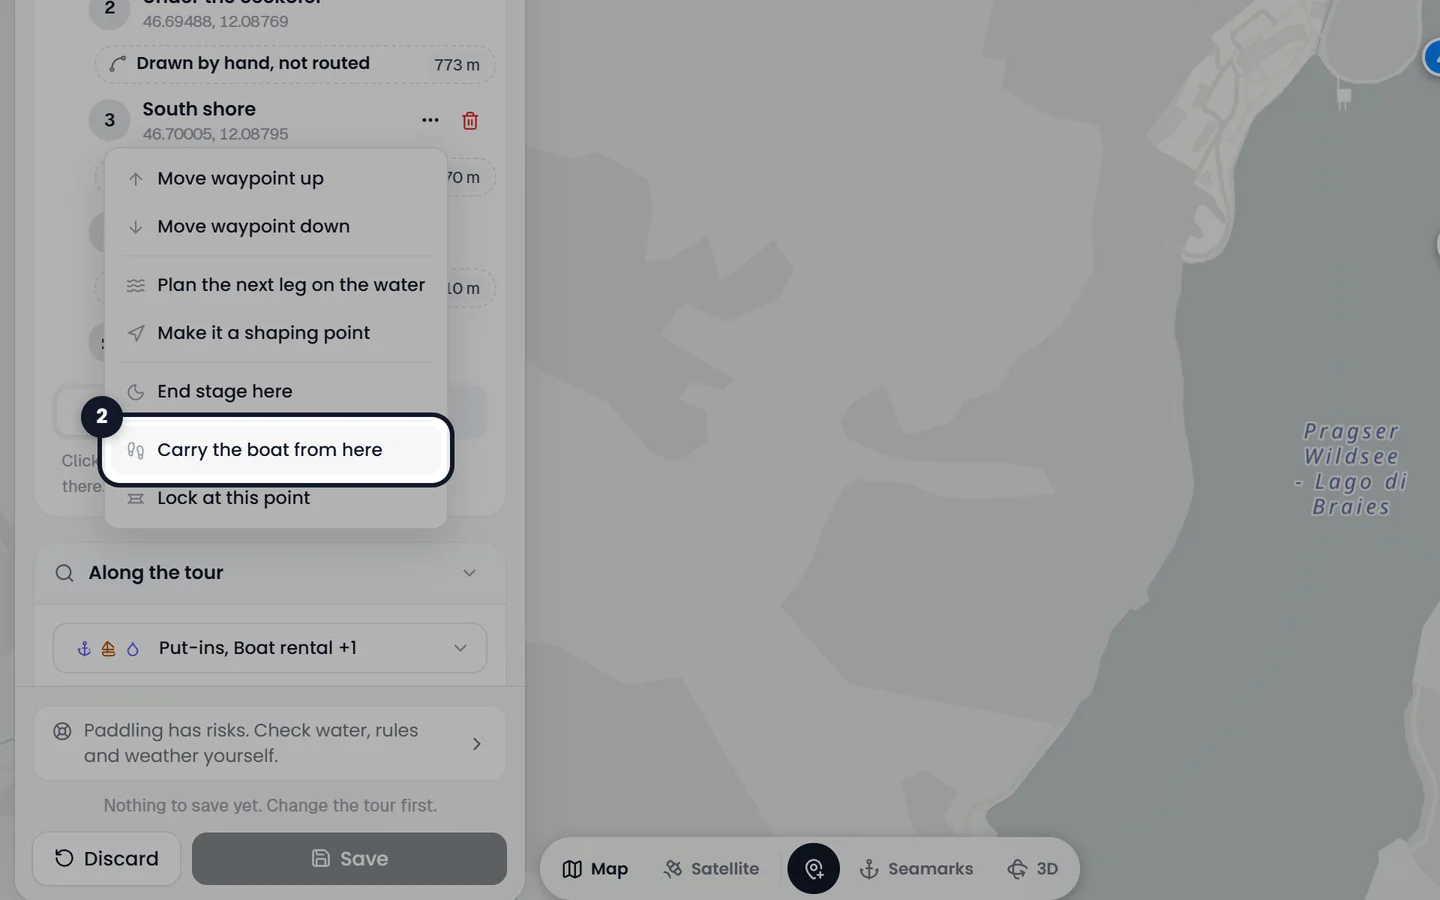 2
46.69488, 12.08769
Drawn by hand, not routed
773 m
3
South shore
46.70005, 12.08795
Move waypoint up
70 m
Move waypoint down
Plan the next leg on the water
10 m
Make it a shaping point
End stage here
2
Carry the boat from here
Click
there.
Lock at this point
Along the tour
Put-ins, Boat rental +1
Paddling has risks. Check water, rules
and weather yourself.
Nothing to save yet. Change the tour first.
Discard
Save
Map
Satellite
Seamarks
3D
Pragser
Wildsee
- Lago di
Braies